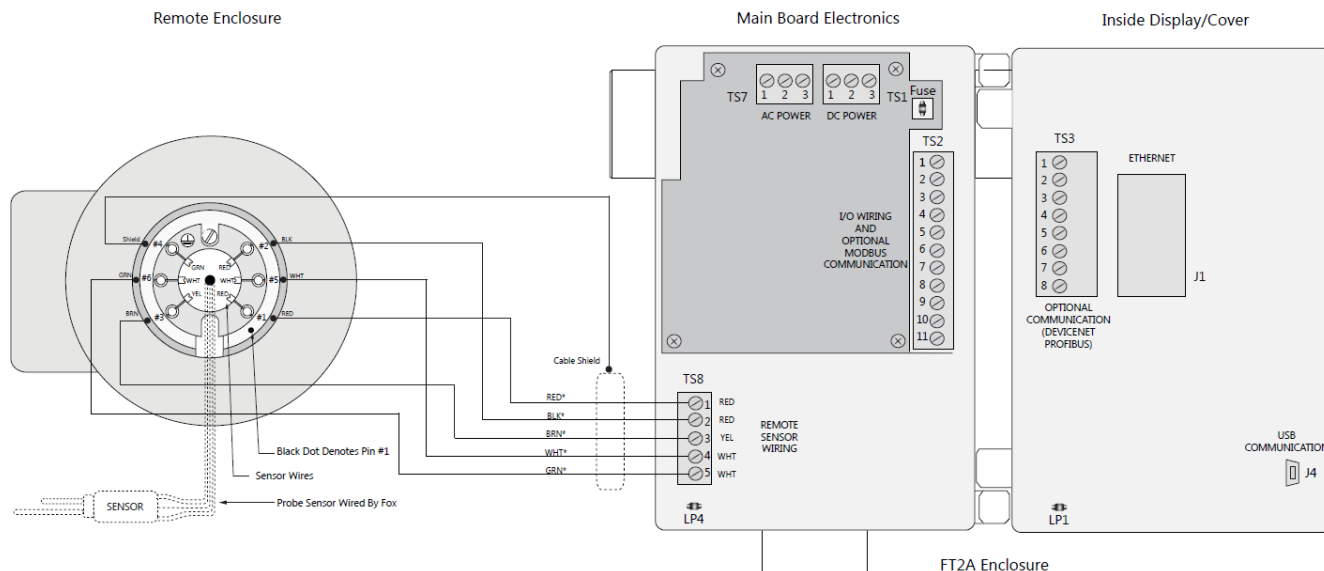 Remote Enclosure
Main Board Electronics
Inside Display/Cover
TS7
1 2 3
AC POWER
1 2 3
DC POWER
TS1
Fuse
TS2
1
2
3
4
5
6
7
8
9
10
11
I/O WIRING
AND
OPTIONAL
MODBUS
COMMUNICATION
TS3
1
2
3
4
5
6
7
8
OPTIONAL
COMMUNICATION
(DEVICENET
PROFIBUS)
ETHERNET
J1
Shield
#4
#2
BLK
GRN
RED
GRN
#6
WHT
WHT
#5
WHT
YEL
RED
BRN
#3
#1
RED
Cable Shield
TS8
RED*
1
RED
BLK*
2
RED
BRN*
3
YEL
WHT*
4
WHT
GRN*
5
WHT
REMOTE
SENSOR
WIRING
Black Dot Denotes Pin #1
Sensor Wires
Probe Sensor Wired By Fox
SENSOR
LP4
USB
COMMUNICATION
J4
LP1
FT2A Enclosure